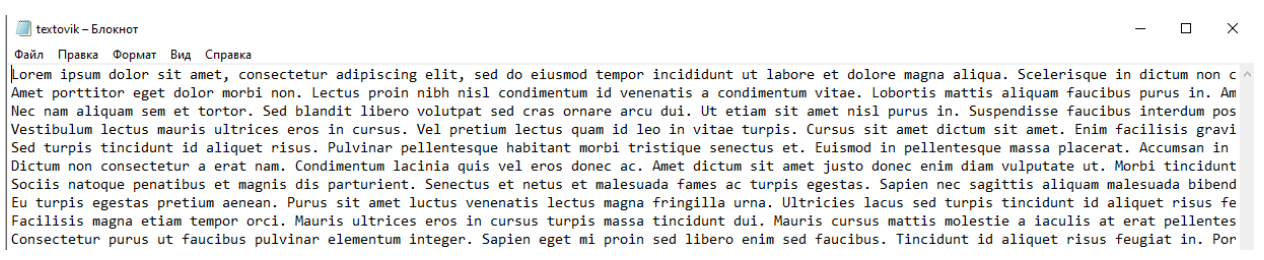 textovik – Блокнот
Файл Правка Формат Вид Справка
Lorem ipsum dolor sit amet, consectetur adipiscing elit, sed do eiusmod tempor incididunt ut labore et dolore magna aliqua. Scelerisque in dictum non c
Amet porttitor eget dolor morbi non. Lectus proin nibh nisl condimentum id venenatis a condimentum vitae. Lobortis mattis aliquam faucibus purus in. Am
Nec nam aliquam sem et tortor. Sed blandit libero volutpat sed cras ornare arcu dui. Ut etiam sit amet nisl purus in. Suspendisse faucibus interdum pos
Vestibulum lectus mauris ultrices eros in cursus. Vel pretium lectus quam id leo in vitae turpis. Cursus sit amet dictum sit amet. Enim facilisis gravi
Sed turpis tincidunt id aliquet risus. Pulvinar pellentesque habitant morbi tristique senectus et. Euismod in pellentesque massa placerat. Accumsan in
Dictum non consectetur a erat nam. Condimentum lacinia quis vel eros donec ac. Amet dictum sit amet justo donec enim diam vulputate ut. Morbi tincidunt
Sociis natoque penatibus et magnis dis parturient. Senectus et netus et malesuada fames ac turpis egestas. Sapien nec sagittis aliquam malesuada bibend
Eu turpis egestas pretium aenean. Purus sit amet luctus venenatis lectus magna fringilla urna. Ultricies lacus sed turpis tincidunt id aliquet risus fe
Facilisis magna etiam tempor orci. Mauris ultrices eros in cursus turpis massa tincidunt dui. Mauris cursus mattis molestie a iaculis at erat pellentes
Consectetur purus ut faucibus pulvinar elementum integer. Sapien eget mi proin sed libero enim sed faucibus. Tincidunt id aliquet risus feugiat in. Por